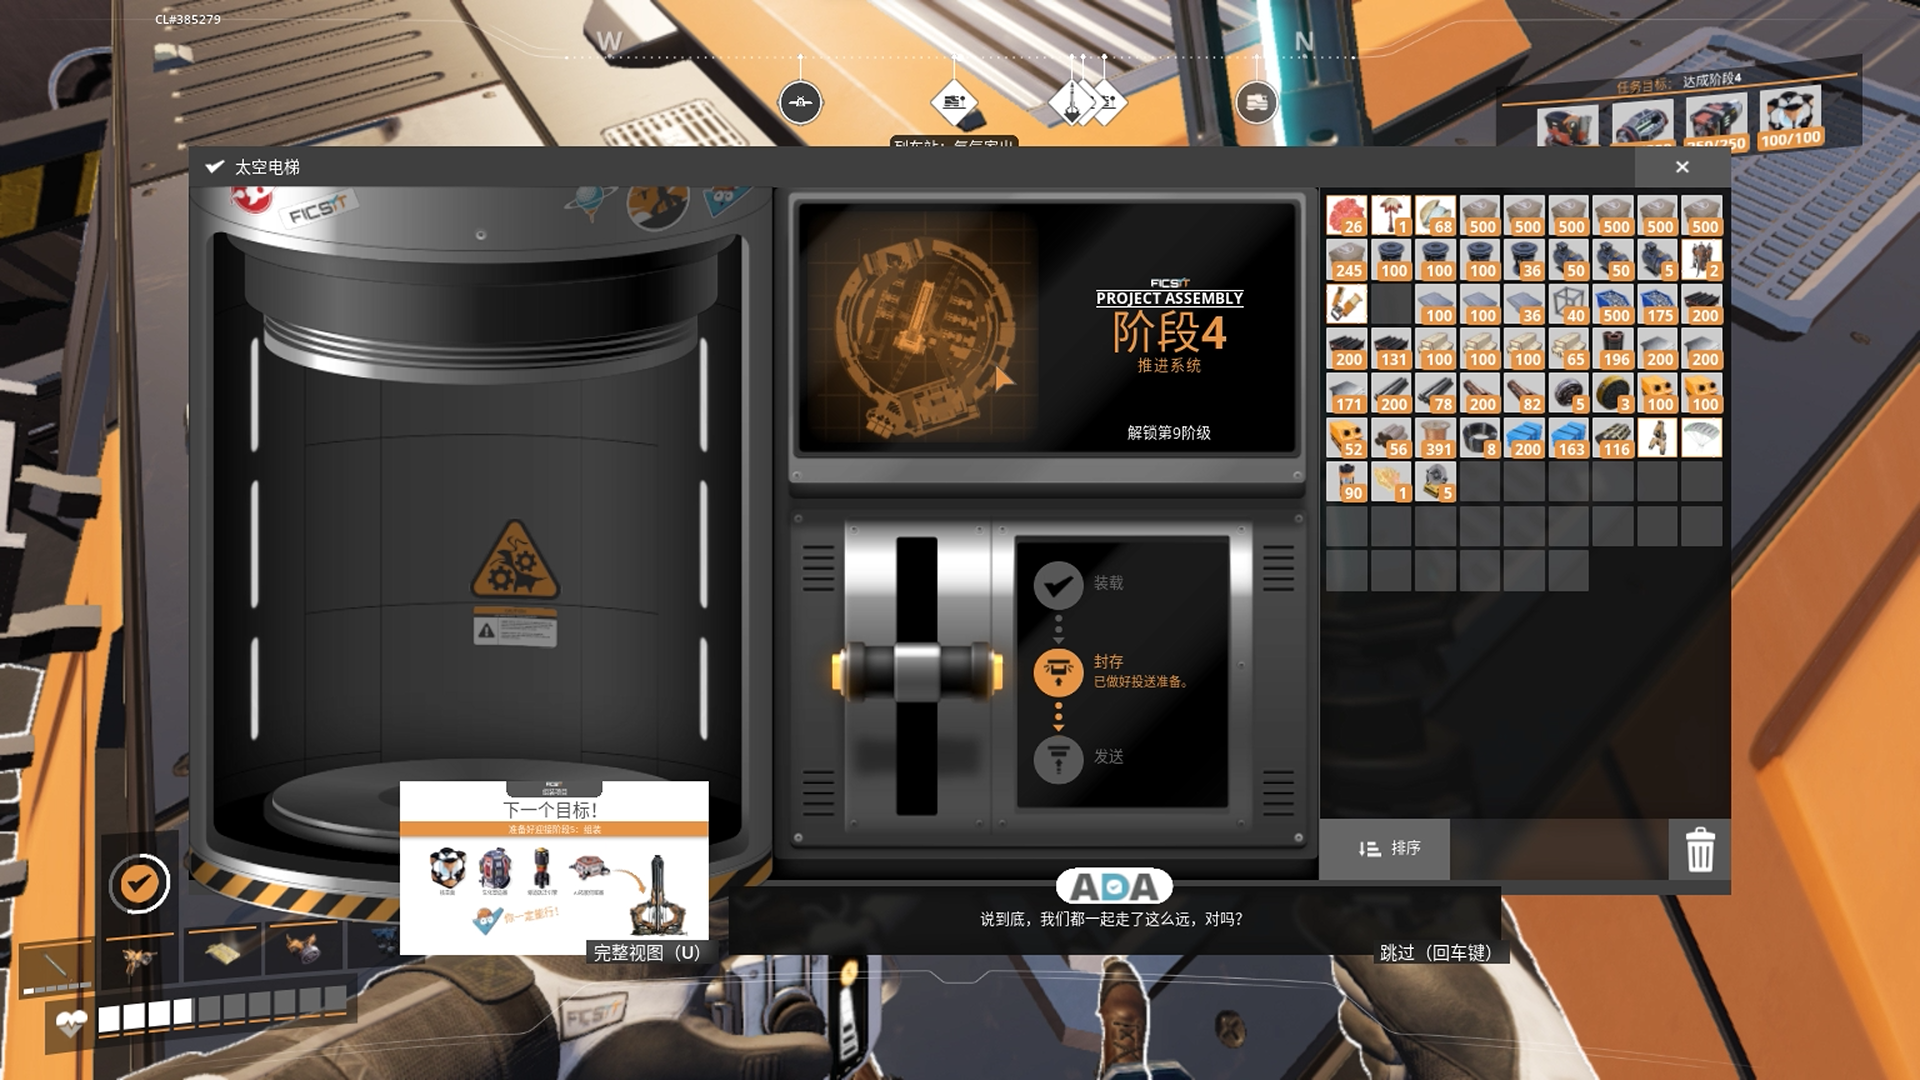 CL#385279
W
N
任务目标： 达成阶段4
250/250
100/100
太空电梯
FICSIT
FICSIT
PROJECT ASSEMBLY
阶段4
推进系统
解锁第9阶级
装载
封存
已做好投送准备。
发送
26 1 68 500 500 500 500 500 500
245 100 100 100 36 50 50 5 2
100 100 36 40 500 175 200
200 131 100 100 100 65 196 200 200
171 200 78 200 82 5 3 100 100
52 56 391 8 200 163 116
90 1 5
排序
下一个目标！
准备好迎接阶段5：组装
你一定能行！
完整视图（U）
ADA
说到底，我们都一起走了这么远，对吗？
跳过（回车键）
FICSIT